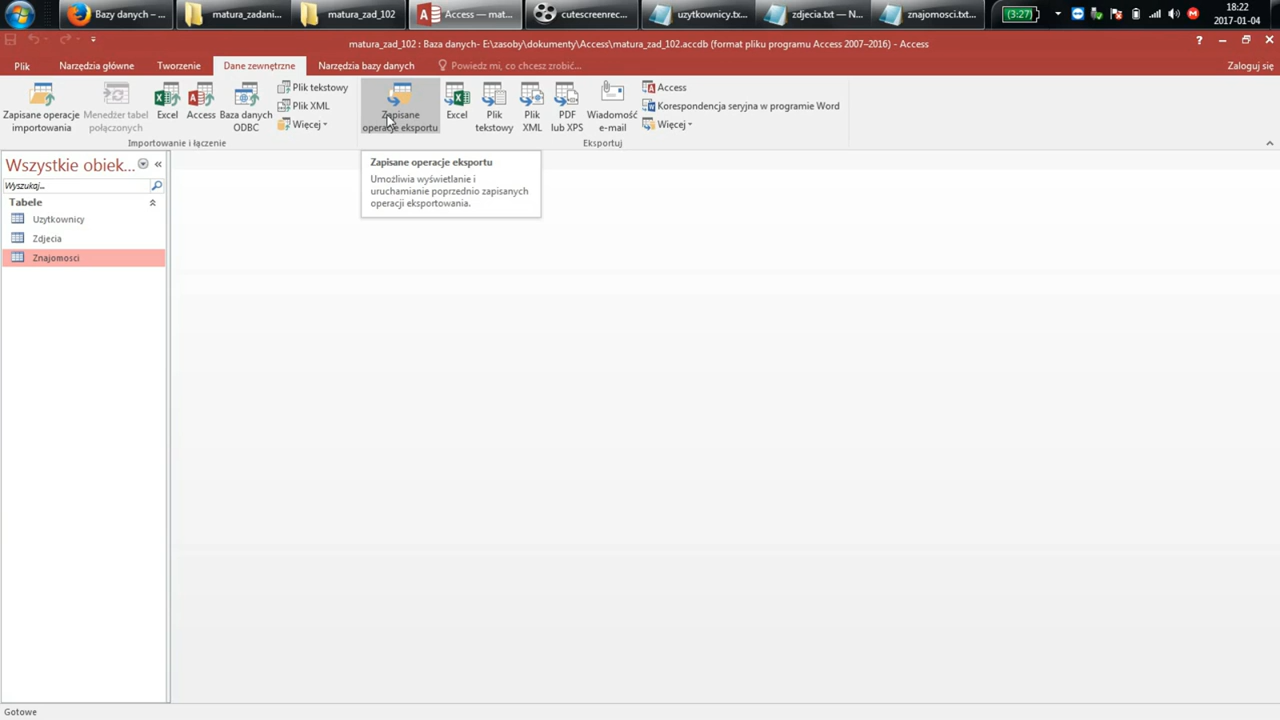 Bazy danych – ...
matura_zadani...
matura_zad_102
Access — mat...
cutescreenrec...
uzytkownicy.tx...
zdjecia.txt — N...
znajomosci.txt...
(3:27)
18:22
2017-01-04
matura_zad_102 : Baza danych- E:\zasoby\dokumenty\Access\matura_zad_102.accdb (format pliku programu Access 2007–2016) - Access
Plik
Narzędzia główne
Tworzenie
Dane zewnętrzne
Narzędzia bazy danych
Powiedz mi, co chcesz zrobić...
Zaloguj się
Zapisane operacje
importowania
Menedżer tabel
połączonych
Excel
Access
Baza danych
ODBC
Plik tekstowy
Plik XML
Więcej
Importowanie i łączenie
Zapisane
operacje eksportu
Excel
Plik
tekstowy
Plik
XML
PDF
lub XPS
Wiadomość
e-mail
Access
Korespondencja seryjna w programie Word
Więcej
Eksportuj
Zapisane operacje eksportu
Umożliwia wyświetlanie i
uruchamianie poprzednio zapisanych
operacji eksportowania.
Wszystkie obiek...
Wyszukaj...
Tabele
Uzytkownicy
Zdjecia
Znajomosci
Gotowe